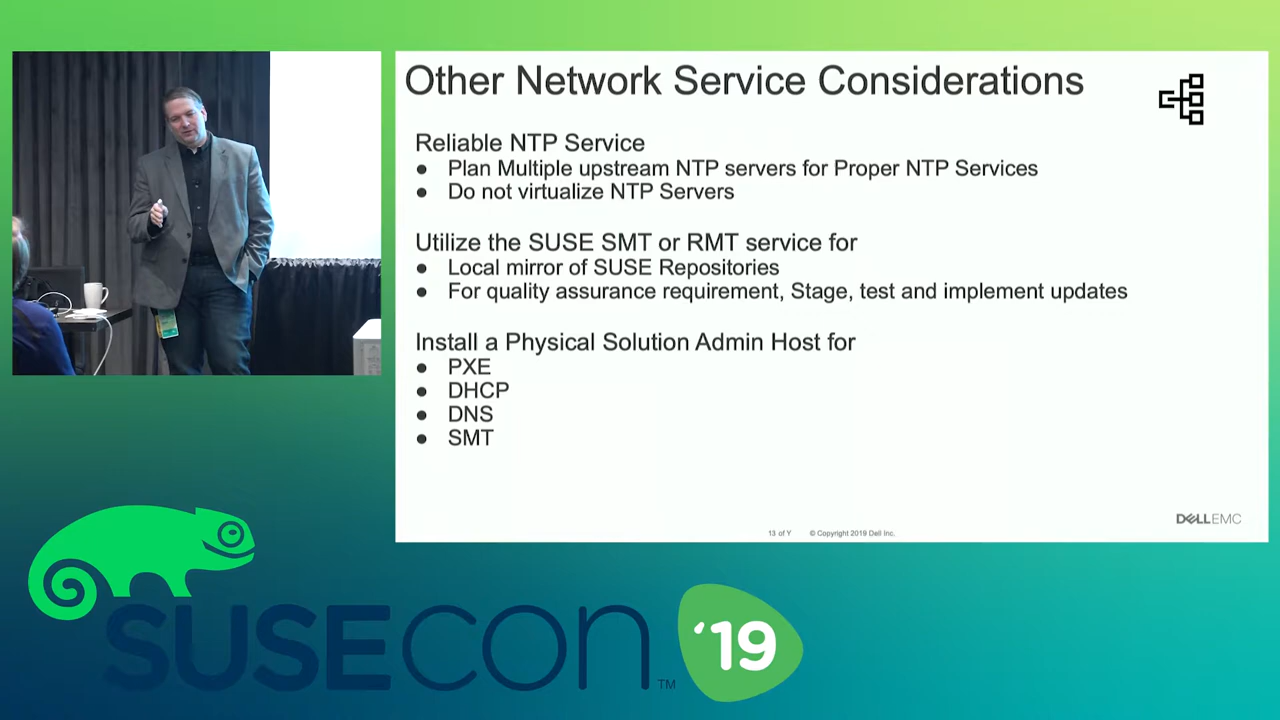 Other Network Service Considerations
Reliable NTP Service
● Plan Multiple upstream NTP servers for Proper NTP Services
● Do not virtualize NTP Servers
Utilize the SUSE SMT or RMT service for
● Local mirror of SUSE Repositories
● For quality assurance requirement, Stage, test and implement updates
Install a Physical Solution Admin Host for
● PXE
● DHCP
● DNS
● SMT
DELLEMC
13 of Y © Copyright 2019 Dell Inc.
SUSECON™ '19